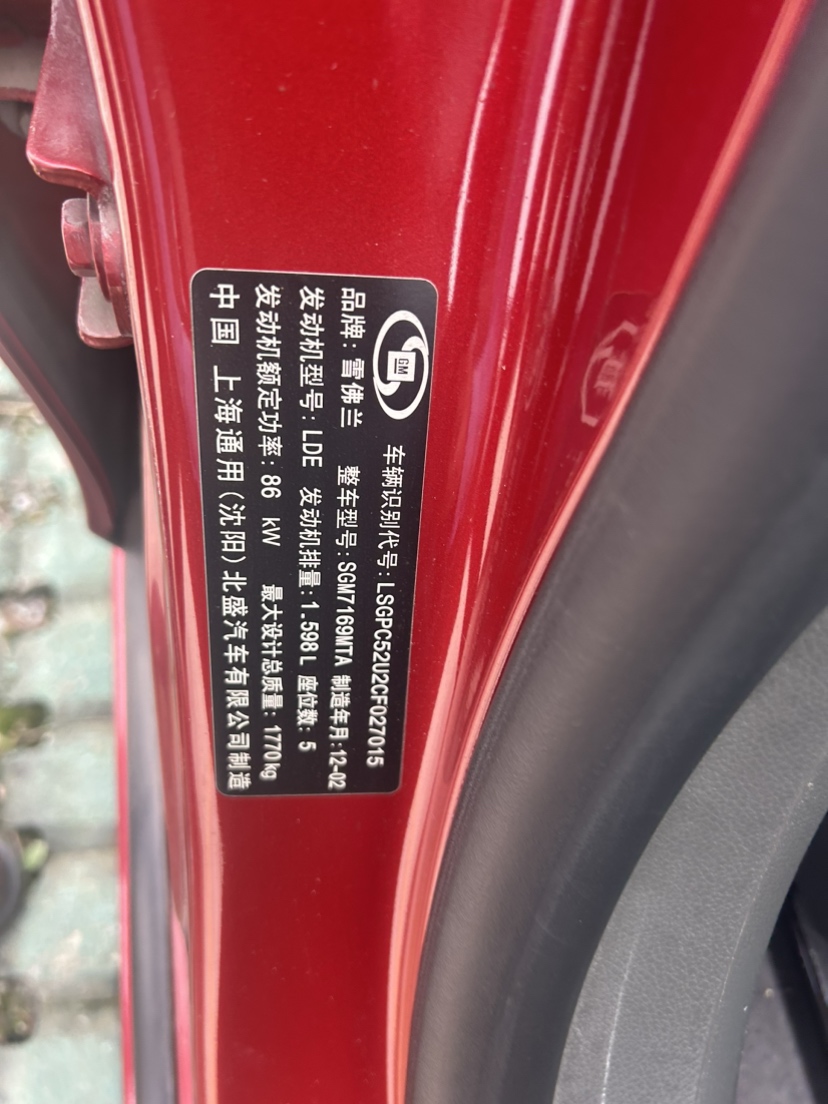 GM
车辆识别代号:LSGPC52U2CF027015
品牌:雪佛兰 整车型号:SGM7169MTA 制造年月:12-02
发动机型号:LDE 发动机排量:1.598L 座位数:5
发动机额定功率:86 kW 最大设计总质量:1770kg
中国 上海通用(沈阳)北盛汽车有限公司制造